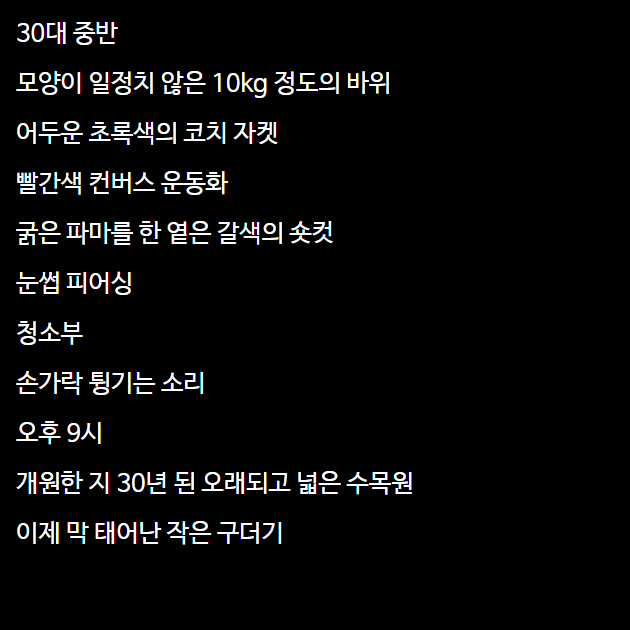 30대 중반
모양이 일정치 않은 10kg 정도의 바위
어두운 초록색의 코치 자켓
빨간색 컨버스 운동화
굵은 파마를 한 옅은 갈색의 숏컷
눈썹 피어싱
청소부
손가락 튕기는 소리
오후 9시
개원한 지 30년 된 오래되고 넓은 수목원
이제 막 태어난 작은 구더기